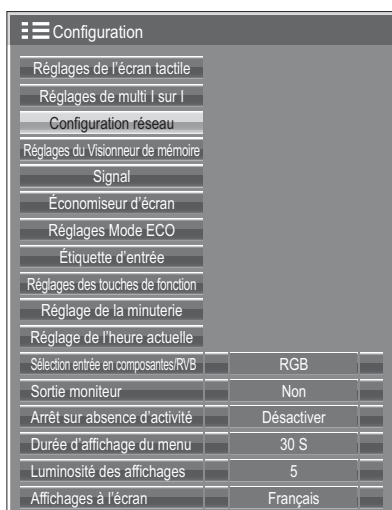 Configuration
Réglages de l'écran tactile
Réglages de multi I sur I
Configuration réseau
Réglages du Visionneur de mémoire
Signal
Économiseur d'écran
Réglages Mode ECO
Étiquette d'entrée
Réglages des touches de fonction
Réglage de la minuterie
Réglage de l'heure actuelle
Sélection entrée en composantes/RVB RGB
Sortie moniteur Non
Arrêt sur absence d'activité Désactiver
Durée d'affichage du menu 30 S
Luminosité des affichages 5
Affichages à l'écran Français